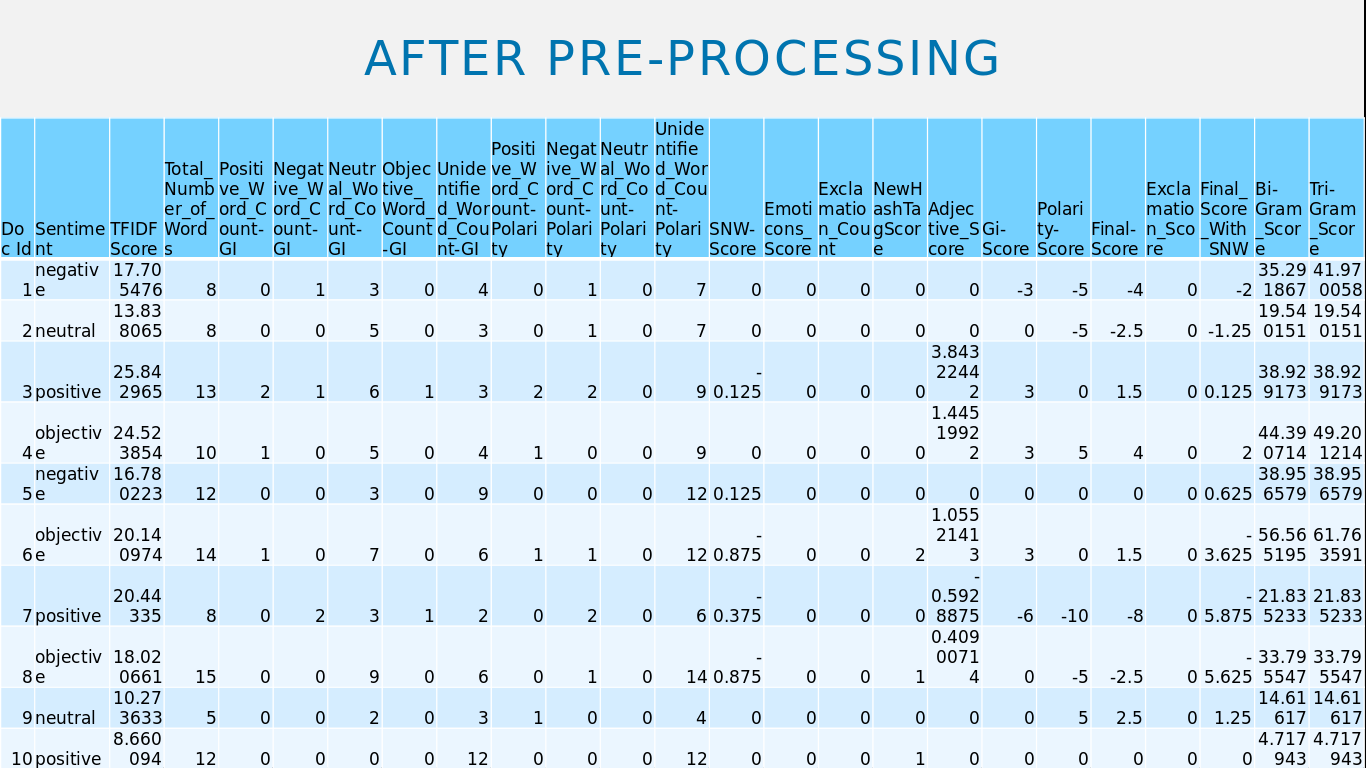 AFTER PRE-PROCESSING
Doc Id Sentiment TFIDF Score Total_Number_of_Words Positive_Word_Count-GI Negative_Word_Count-GI Neutral_Word_Count-GI Objective_Word_Count-GI Unidentified_Word_Count-GI Positive_Word_Count-Polarity Negative_Word_Count-Polarity Neutral_Word_Count-Polarity Unidentified_Word_Count-Polarity SNW-Score Emoticons_Score Exclamation_Count NewHashTagScore Adjective_Score Gi-Score Polarity-Score Final-Score Exclamation_Score Final_Score_With_SNW Bi-Gram_Score Tri-Gram_Score
1 negative 17.705476 8 0 1 3 0 4 0 1 0 7 0 0 0 0 0 -3 -5 -4 0 -2 35.291867 41.970058
2 neutral 13.838065 8 0 0 5 0 3 0 1 0 7 0 0 0 0 0 0 -5 -2.5 0 -1.25 19.540151 19.540151
3 positive 25.842965 13 2 1 6 1 3 2 2 0 9 -0.125 0 0 0 3.84322442 3 0 1.5 0 0.125 38.929173 38.929173
4 objective 24.523854 10 1 0 5 0 4 1 0 0 9 0 0 0 0 1.44519922 3 5 4 0 2 44.390714 49.201214
5 negative 16.780223 12 0 0 3 0 9 0 0 0 12 0.125 0 0 0 0 0 0 0 0 0.625 38.956579 38.956579
6 objective 20.140974 14 1 0 7 0 6 1 1 0 12 -0.875 0 0 2 1.05521413 3 0 1.5 0 -3.625 56.565195 61.763591
7 positive 20.44335 8 0 2 3 1 2 0 2 0 6 -0.375 0 0 0 -0.5928875 -6 -10 -8 0 -5.875 21.835233 21.835233
8 objective 18.020661 15 0 0 9 0 6 0 1 0 14 -0.875 0 0 1 0.40900714 0 -5 -2.5 0 -5.625 33.795547 33.795547
9 neutral 10.273633 5 0 0 2 0 3 1 0 0 4 0 0 0 0 0 0 5 2.5 0 1.25 14.61617 14.61617
10 positive 8.660094 12 0 0 0 0 12 0 0 0 12 0 0 0 1 0 0 0 0 0 0 4.717943 4.717943